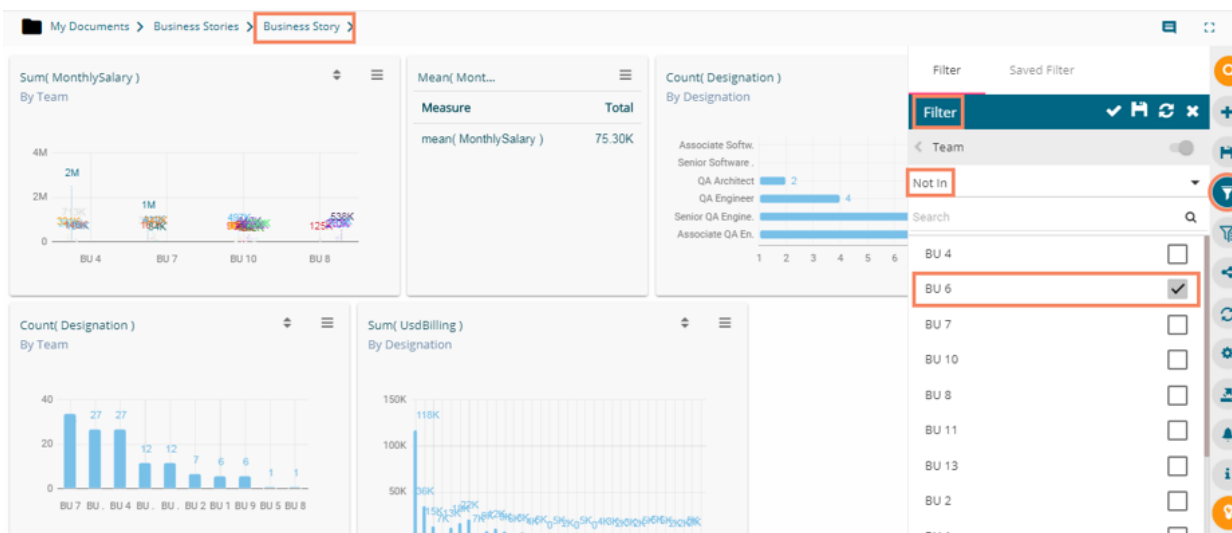 My Documents > Business Stories > Business Story >
Sum( MonthlySalary )
By Team
4M
2M
0
2M
1M
BU 4 BU 7 BU 10 BU 8
Mean( Mont...
Measure Total
mean( MonthlySalary ) 75.30K
Count( Designation )
By Designation
Associate Softw.
Senior Software .
QA Architect 2
QA Engineer 4
Senior QA Engine.
Associate QA En.
1 2 3 4 5 6
Count( Designation )
By Team
40
20
0
27 27 12 12 7 6 6 1 1
BU 7 BU . BU 4 BU . BU . BU 2 BU 1 BU 9 BU 5 BU 8
Sum( UsdBilling )
By Designation
150K
100K
50K
118K
Filter Saved Filter
Filter
< Team
Not In
Search
BU 4
BU 6
BU 7
BU 10
BU 8
BU 11
BU 13
BU 2